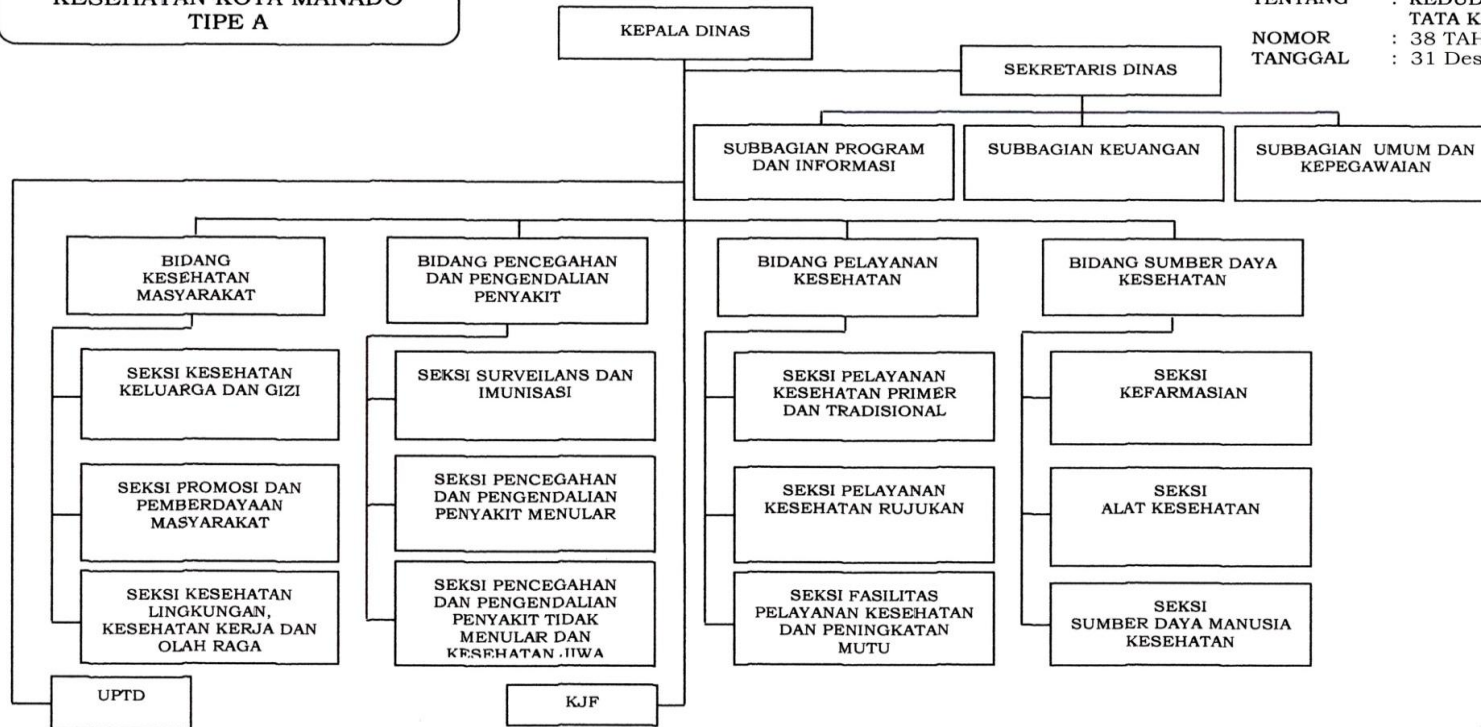 KESEHATAN KOTA MANADO
TIPE A
TENTANG :
TATA
NOMOR : 38
TANGGAL : 31
KEPALA DINAS
SEKRETARIS DINAS
SUBBAGIAN PROGRAM
DAN INFORMASI
SUBBAGIAN KEUANGAN
SUBBAGIAN UMUM DAN
KEPEGAWAIAN
BIDANG
KESEHATAN
MASYARAKAT
BIDANG PENCEGAHAN
DAN PENGENDALIAN
PENYAKIT
BIDANG PELAYANAN
KESEHATAN
BIDANG SUMBER DAYA
KESEHATAN
SEKSI KESEHATAN
KELUARGA DAN GIZI
SEKSI SURVEILANS DAN
IMUNISASI
SEKSI PELAYANAN
KESEHATAN PRIMER
DAN TRADISIONAL
SEKSI
KEFARMASIAN
SEKSI PROMOSI DAN
PEMBERDAYAAN
MASYARAKAT
SEKSI PENCEGAHAN
DAN PENGENDALIAN
PENYAKIT MENULAR
SEKSI PELAYANAN
KESEHATAN RUJUKAN
SEKSI
ALAT KESEHATAN
SEKSI KESEHATAN
LINGKUNGAN,
KESEHATAN KERJA DAN
OLAH RAGA
SEKSI PENCEGAHAN
DAN PENGENDALIAN
PENYAKIT TIDAK
MENULAR DAN
KESEHATAN JIWA
SEKSI FASILITAS
PELAYANAN KESEHATAN
DAN PENINGKATAN
MUTU
SEKSI
SUMBER DAYA MANUSIA
KESEHATAN
UPTD
KJF